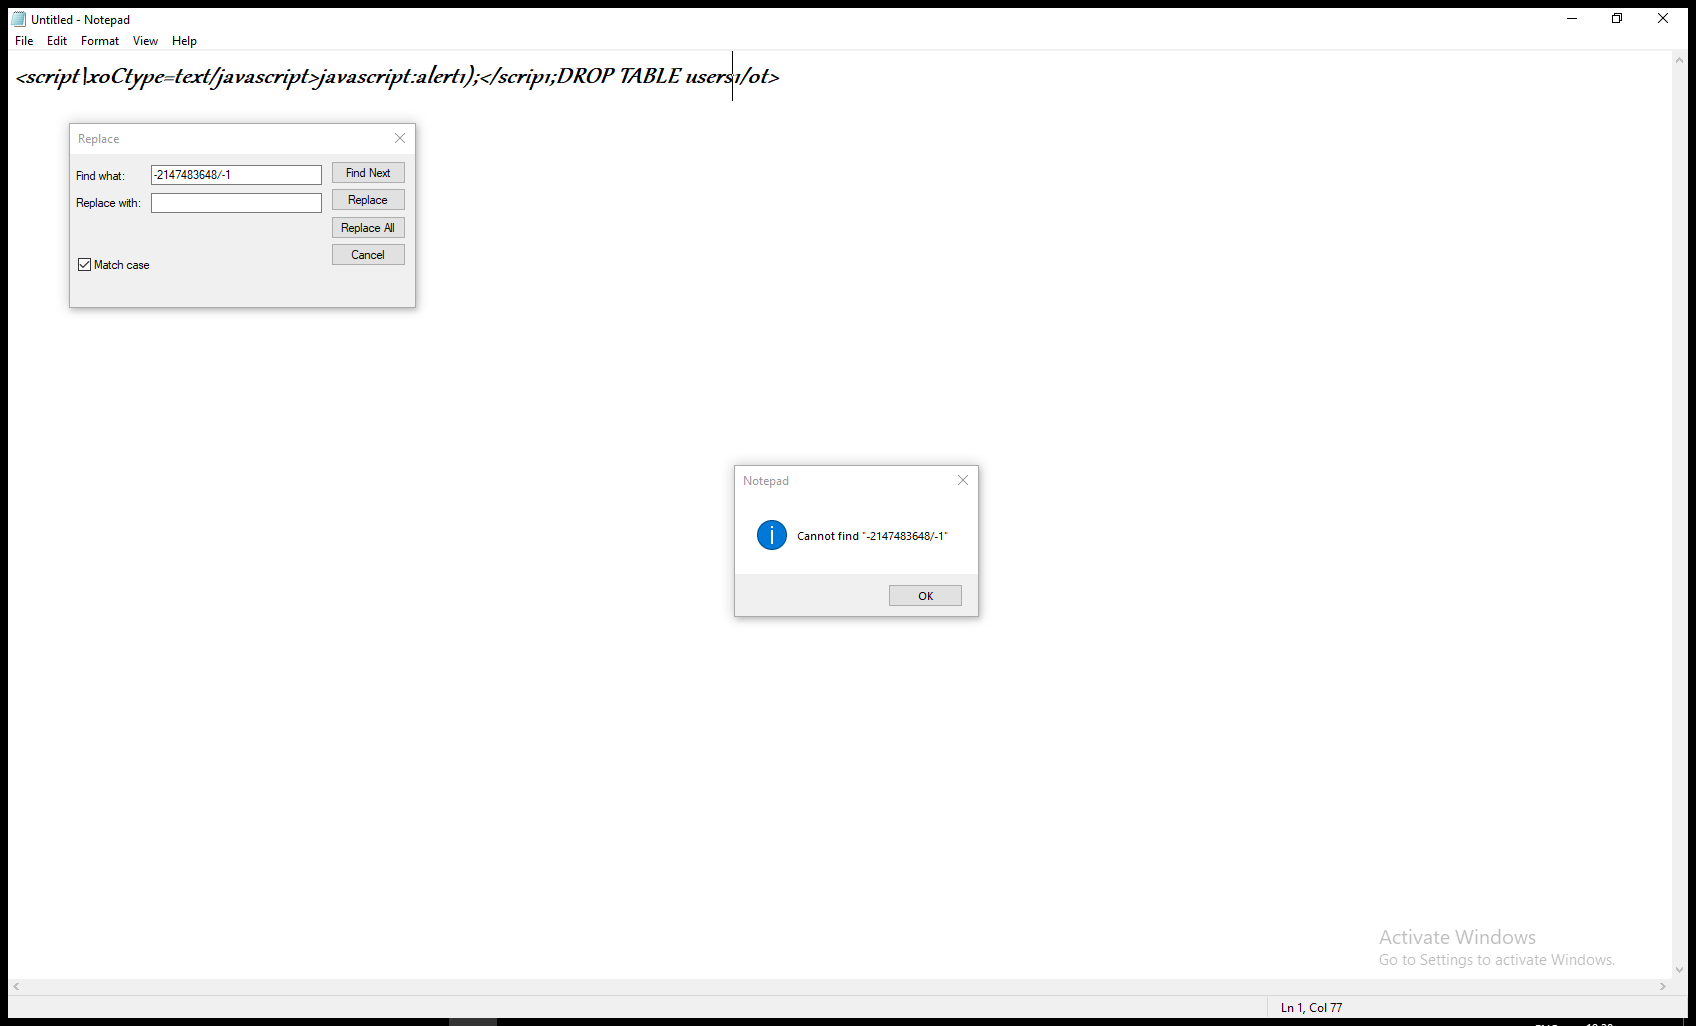 Untitled - Notepad
File Edit Format View Help
<script\x0Ctype=text/javascript>javascript:alert1);</scrip1;DROP TABLE users1/0t>
Replace
Find what: -2147483648/-1
Find Next
Replace with:
Replace
Replace All
Cancel
Match case
Notepad
Cannot find "-2147483648/-1"
OK
Activate Windows
Go to Settings to activate Windows.
Ln 1, Col 77